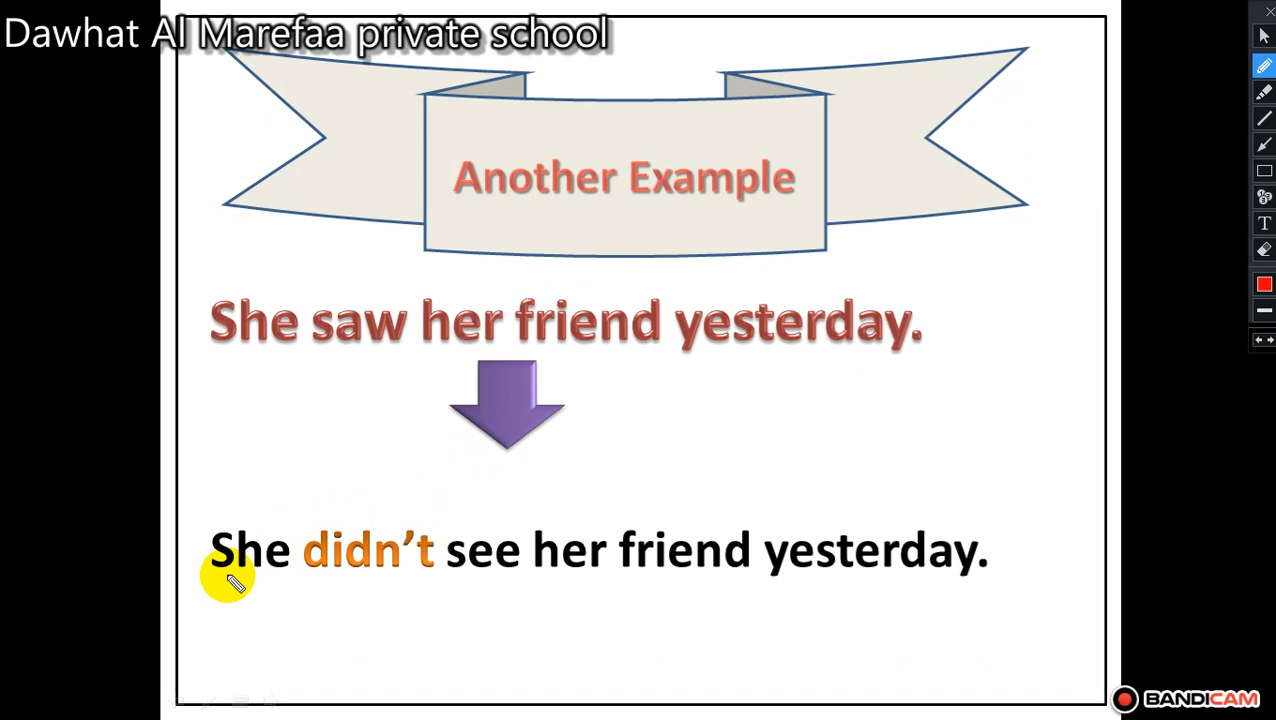 Dawhat Al Marefaa private school
Another Example
She saw her friend yesterday.
She didn't see her friend yesterday.
BANDICAM